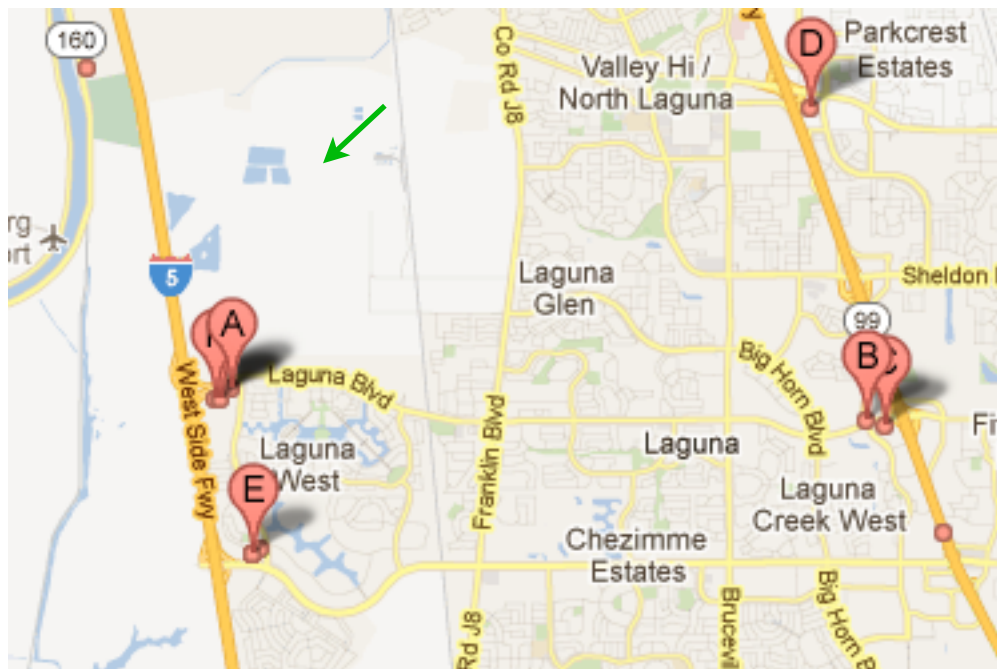 160
Co Rd J8
y
D
Parkcrest
Estates
Valley Hi /
North Laguna
rg
ort
5
Laguna
Glen
Sheldon
99
A
B
C
Big Horn Blvd
West Side Fwy
Laguna Blvd
Franklin Blvd
Laguna
Fi
Laguna
West
E
Laguna
Creek West
Chezimme
Estates
Big Horn Blv
Rd J8
Brucevil